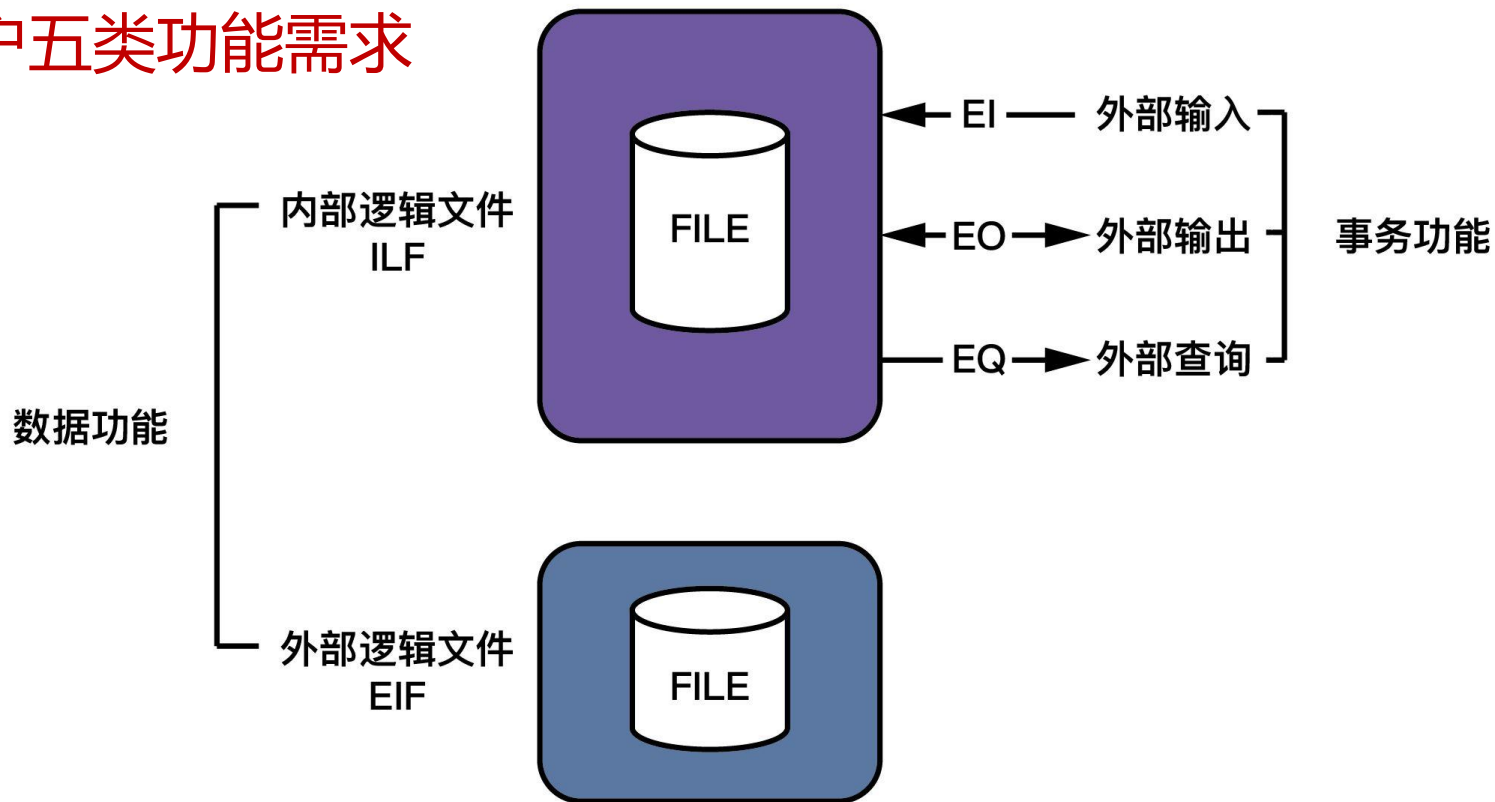 户五类功能需求
EI
外部输入
内部逻辑文件
ILF
FILE
EO
外部输出
事务功能
EQ
外部查询
数据功能
外部逻辑文件
EIF
FILE